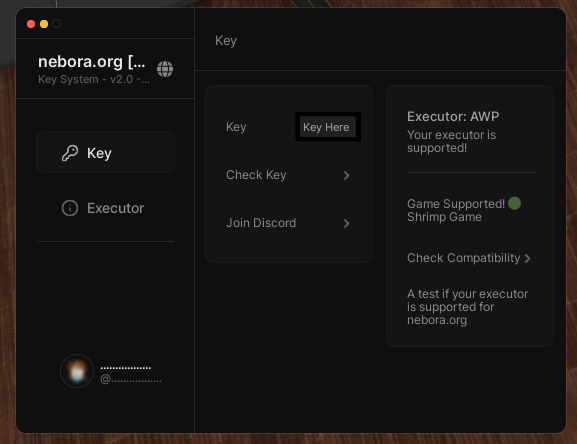 nebora.org [...
Key System - v2.0 -...
Key
Executor
.................
@.................
Key
Key
Key Here
Check Key
Join Discord
Executor: AWP
Your executor is
supported!
Game Supported!
Shrimp Game
Check Compatibility
A test if your executor
is supported for
nebora.org